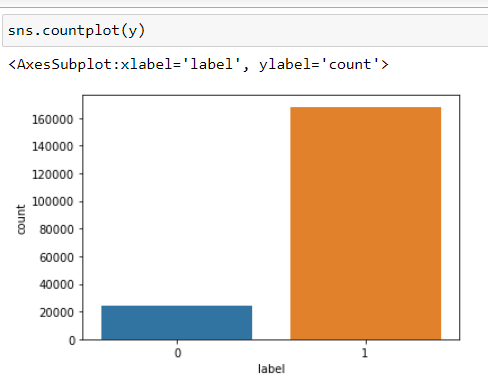 sns.countplot(y)
<AxesSubplot:xlabel='label', ylabel='count'>
160000
140000
120000
100000
80000
60000
40000
20000
0
count
0 1
label